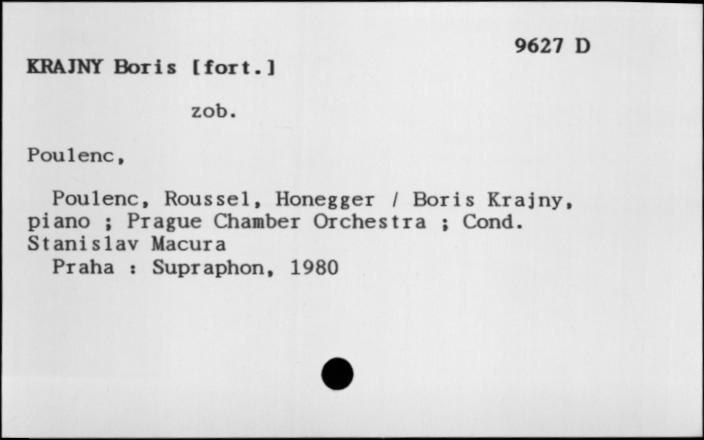 9627 D
KRAJNY Boris [fort.]
zob.
Poulenc,
Poulenc, Roussel, Honegger / Boris Krajny,
piano ; Prague Chamber Orchestra ; Cond.
Stanislav Macura
Praha : Supraphon, 1980